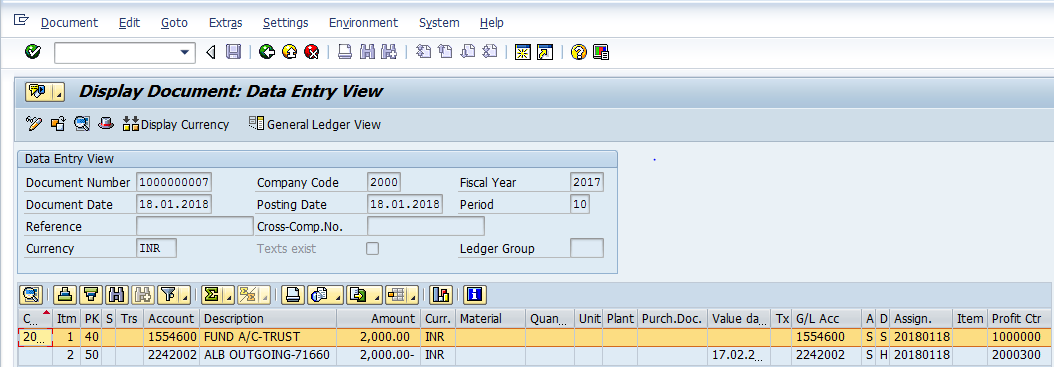 Document Edit Goto Extras Settings Environment System Help
Display Document: Data Entry View
Display Currency General Ledger View
Data Entry View
Document Number 1000000007 Company Code 2000 Fiscal Year 2017
Document Date 18.01.2018 Posting Date 18.01.2018 Period 10
Reference Cross-Comp.No.
Currency INR Texts exist Ledger Group
C... Itm PK S Trs Account Description Amount Curr. Material Quan... Unit Plant Purch.Doc. Value da... Tx G/L Acc A D Assign. Item Profit Ctr
20... 1 40 1554600 FUND A/C-TRUST 2,000.00 INR 1554600 S S 20180118 1000000
2 50 2242002 ALB OUTGOING-71660 2,000.00- INR 17.02.2... 2242002 S H 20180118 2000300